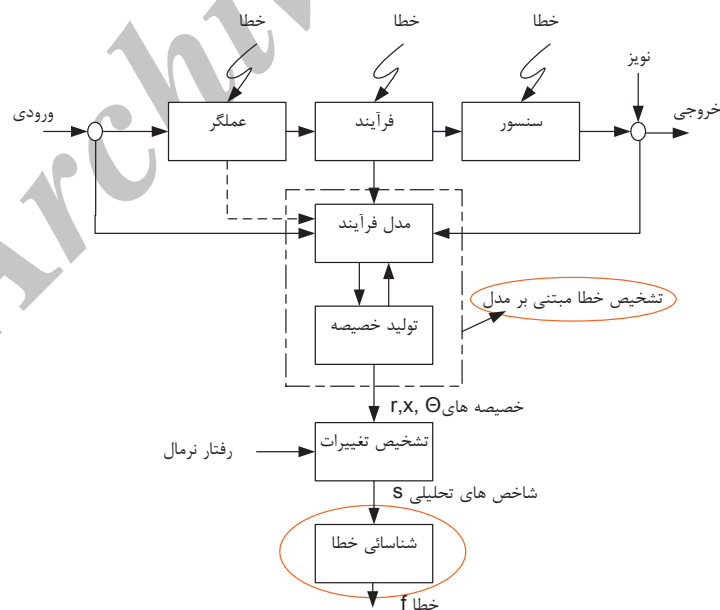 خطا
خطا
خطا
نویز
ورودی
عملگر
فرآیند
سنسور
خروجی
مدل فرآیند
تشخیص خطا مبتنی بر مدل
تولید خصیصه
خصیصه های r,x, Θ
تشخیص تغییرات
رفتار نرمال
شاخص های تحلیلی s
شناسائی خطا
خطا f